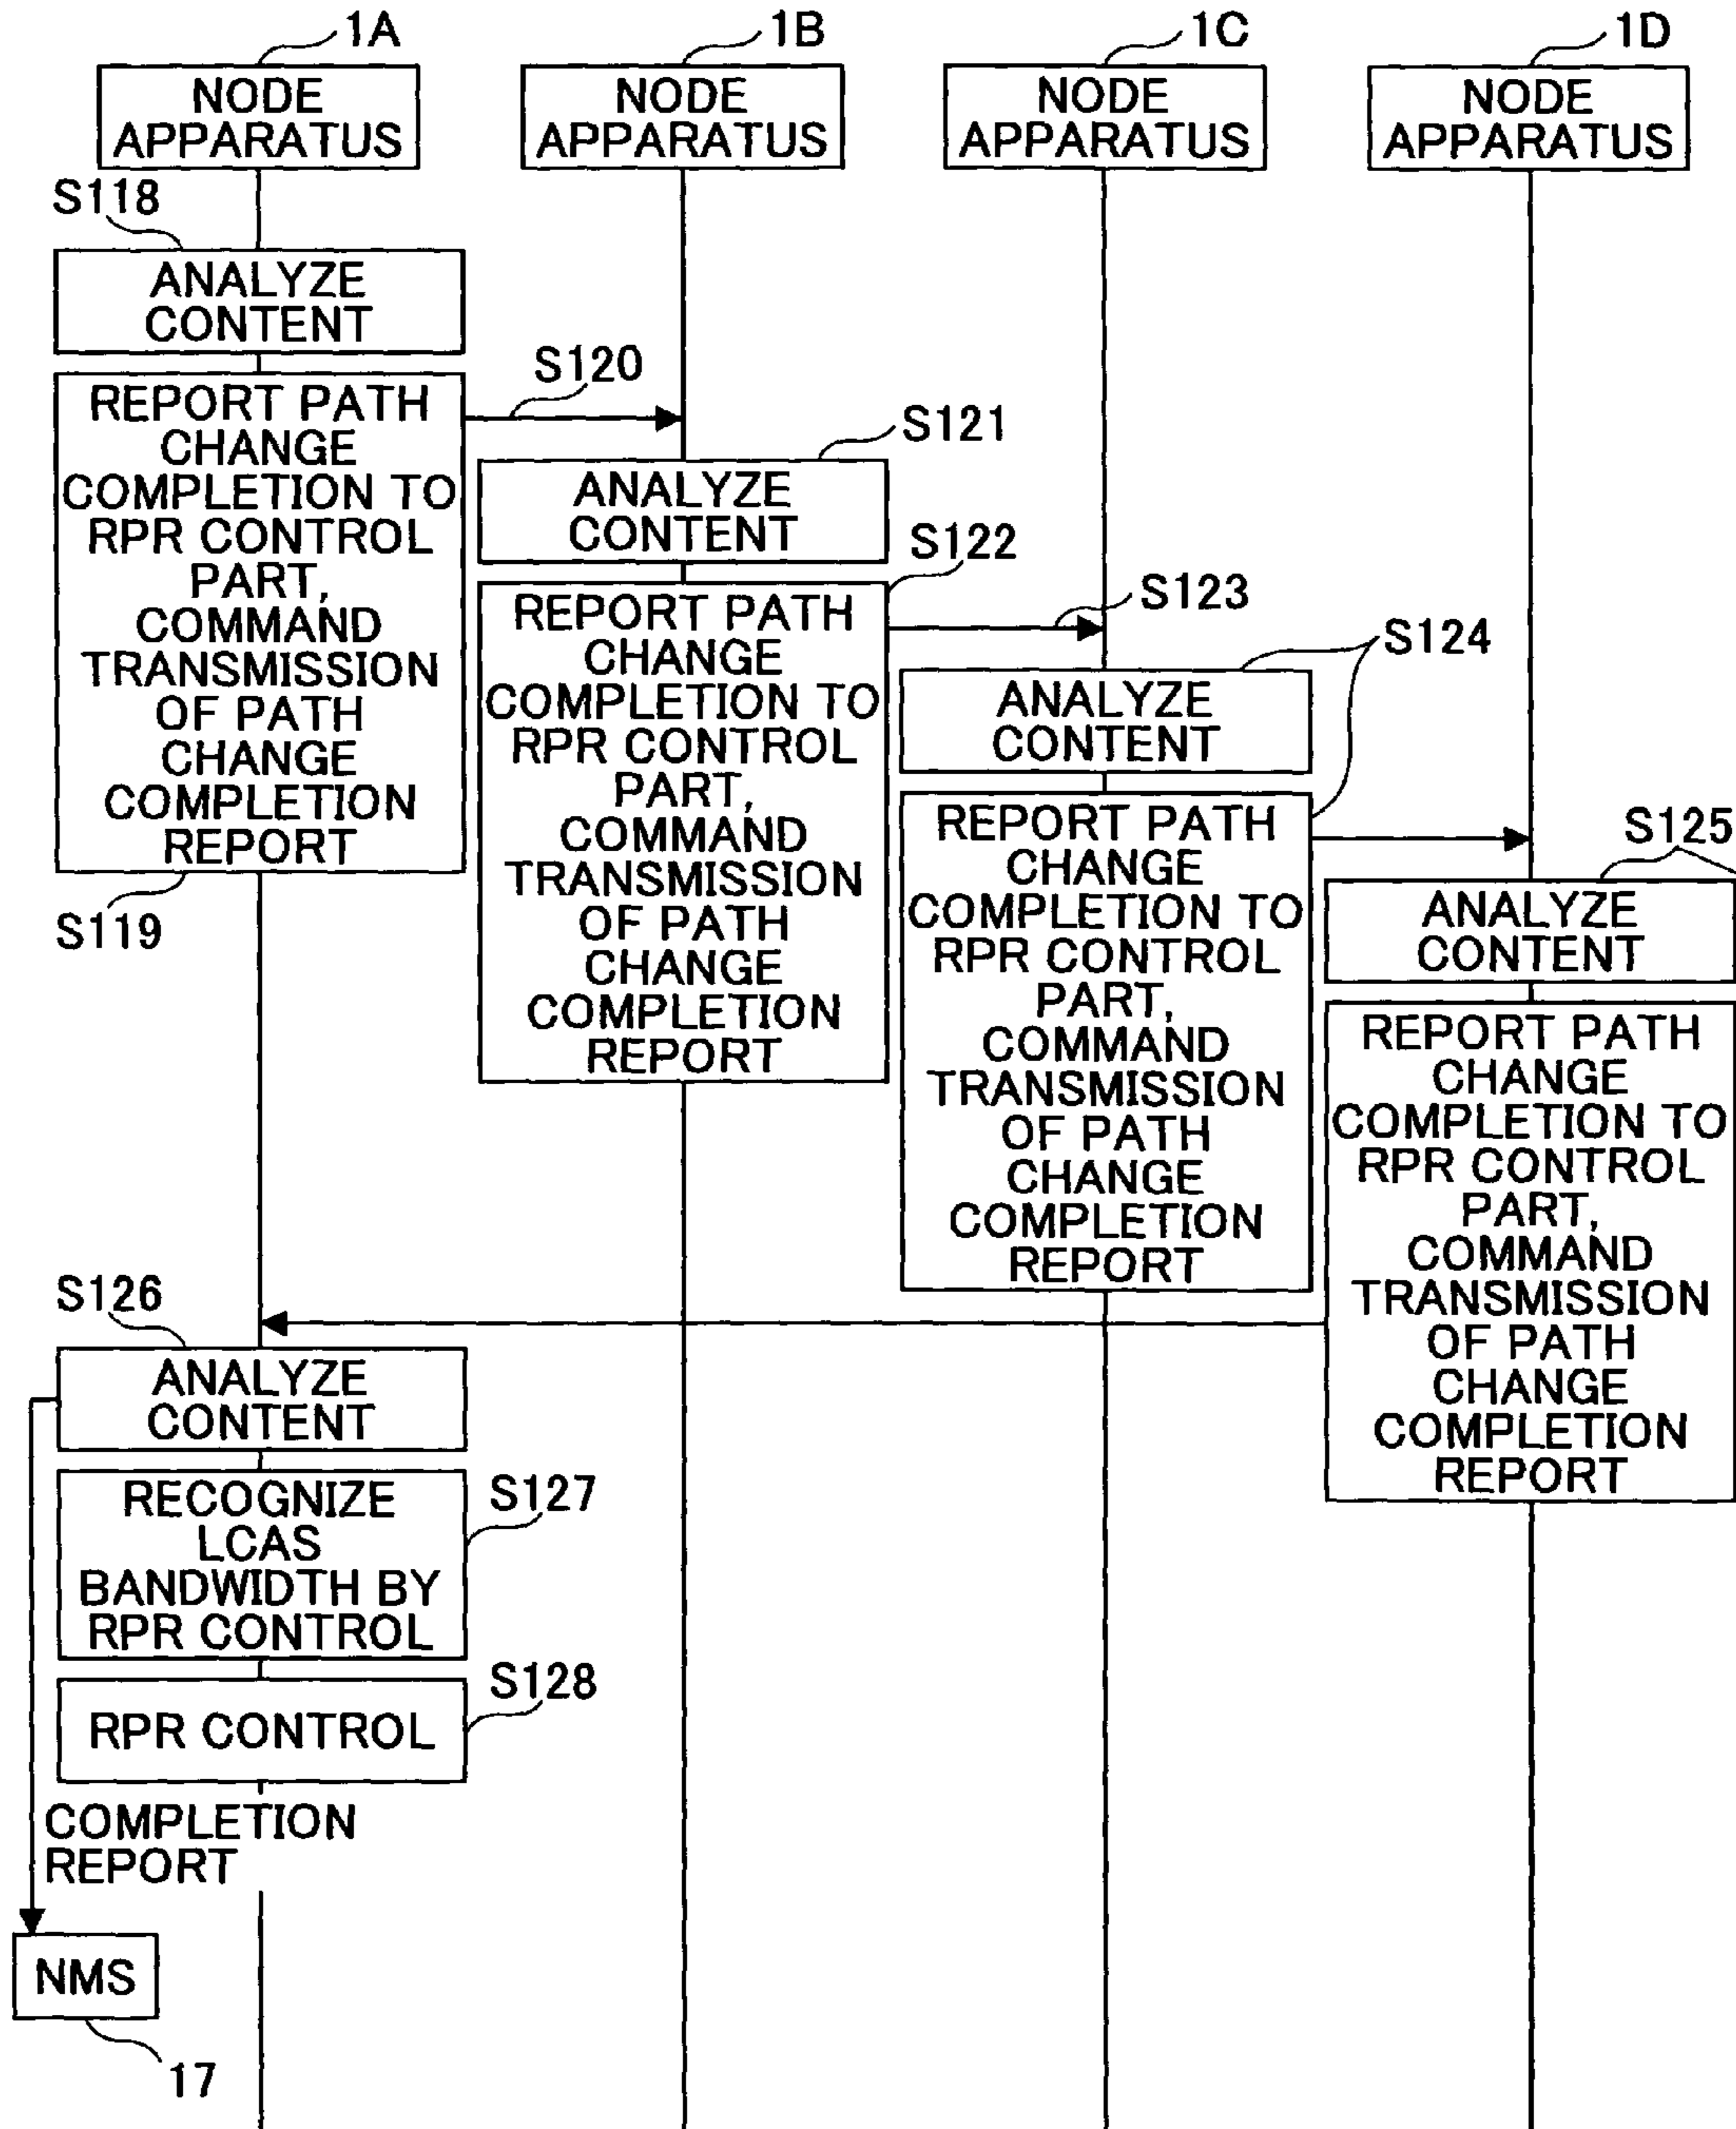 1A
1B
1C
1D
NODE
APPARATUS
NODE
APPARATUS
NODE
APPARATUS
NODE
APPARATUS
S118
ANALYZE
CONTENT
REPORT PATH
CHANGE
COMPLETION TO
RPR CONTROL
PART,
COMMAND
TRANSMISSION
OF PATH
CHANGE
COMPLETION
REPORT
S119
S120
S121
ANALYZE
CONTENT
S122
REPORT PATH
CHANGE
COMPLETION TO
RPR CONTROL
PART,
COMMAND
TRANSMISSION
OF PATH
CHANGE
COMPLETION
REPORT
S123
S124
ANALYZE
CONTENT
REPORT PATH
CHANGE
COMPLETION TO
RPR CONTROL
PART,
COMMAND
TRANSMISSION
OF PATH
CHANGE
COMPLETION
REPORT
S125
ANALYZE
CONTENT
REPORT PATH
CHANGE
COMPLETION TO
RPR CONTROL
PART,
COMMAND
TRANSMISSION
OF PATH
CHANGE
COMPLETION
REPORT
S126
ANALYZE
CONTENT
RECOGNIZE
LCAS
BANDWIDTH BY
RPR CONTROL
S127
RPR CONTROL
S128
COMPLETION
REPORT
NMS
17